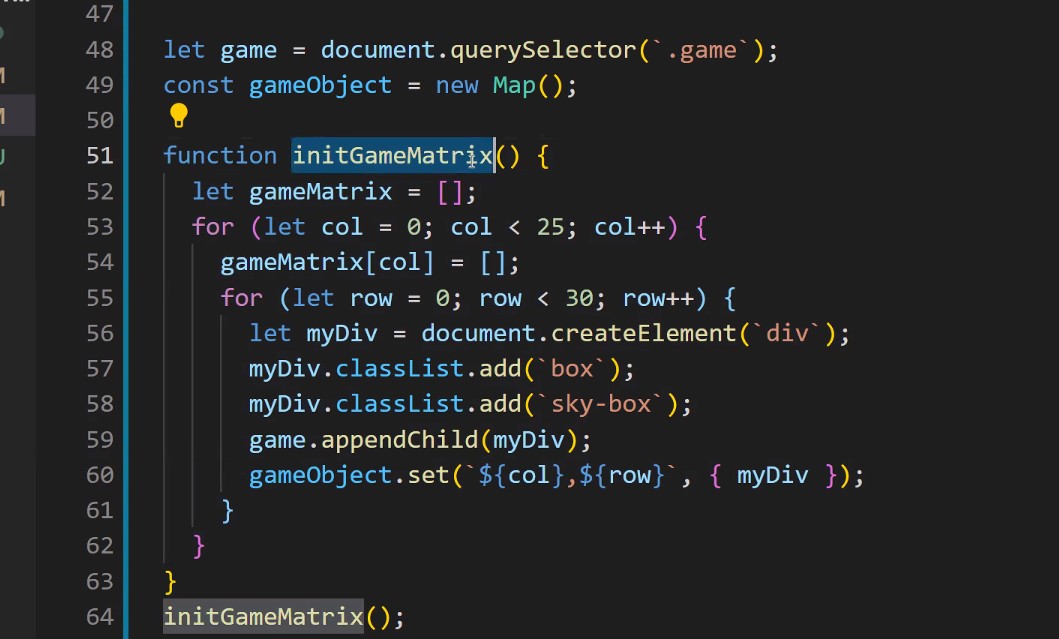 47
48 let game = document.querySelector(`.game`);
49 const gameObject = new Map();
50
51 function initGameMatrix() {
52 let gameMatrix = [];
53 for (let col = 0; col < 25; col++) {
54 gameMatrix[col] = [];
55 for (let row = 0; row < 30; row++) {
56 let myDiv = document.createElement(`div`);
57 myDiv.classList.add(`box`);
58 myDiv.classList.add(`sky-box`);
59 game.appendChild(myDiv);
60 gameObject.set(`${col},${row}`, { myDiv });
61 }
62 }
63 }
64 initGameMatrix();